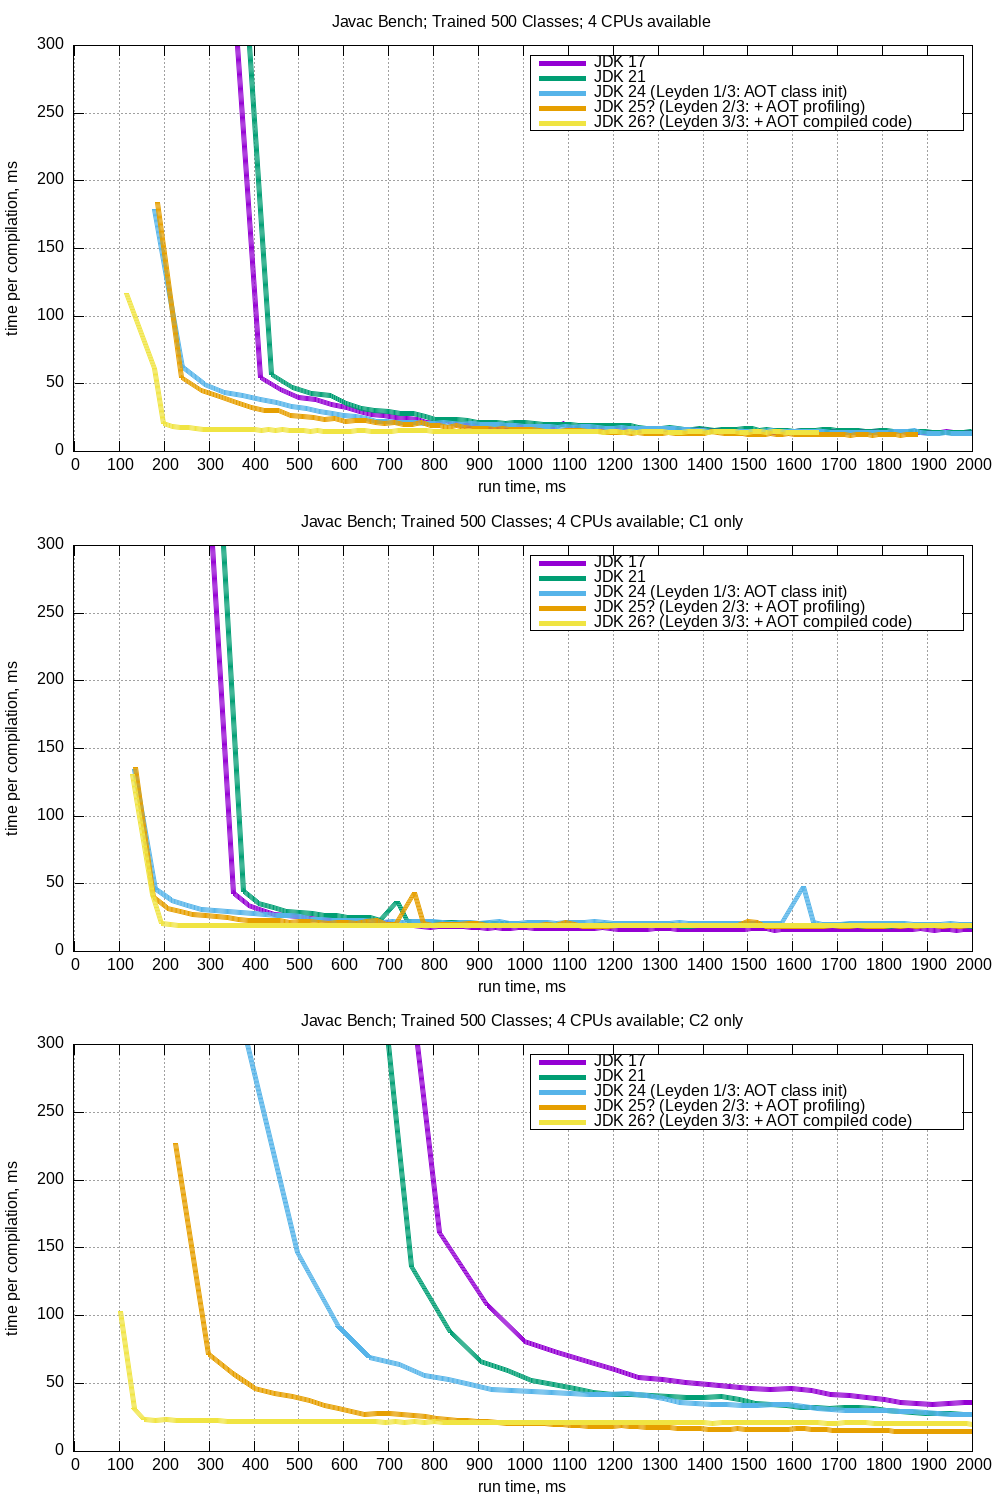 Javac Bench; Trained 500 Classes; 4 CPUs available
300
250
200
150
100
50
0
time per compilation, ms
JDK 17
JDK 21
JDK 24 (Leyden 1/3: AOT class init)
JDK 25? (Leyden 2/3: + AOT profiling)
JDK 26? (Leyden 3/3: + AOT compiled code)
0 100 200 300 400 500 600 700 800 900 1000 1100 1200 1300 1400 1500 1600 1700 1800 1900 2000
run time, ms
Javac Bench; Trained 500 Classes; 4 CPUs available; C1 only
300
250
200
150
100
50
0
time per compilation, ms
JDK 17
JDK 21
JDK 24 (Leyden 1/3: AOT class init)
JDK 25? (Leyden 2/3: + AOT profiling)
JDK 26? (Leyden 3/3: + AOT compiled code)
0 100 200 300 400 500 600 700 800 900 1000 1100 1200 1300 1400 1500 1600 1700 1800 1900 2000
run time, ms
Javac Bench; Trained 500 Classes; 4 CPUs available; C2 only
300
250
200
150
100
50
0
time per compilation, ms
JDK 17
JDK 21
JDK 24 (Leyden 1/3: AOT class init)
JDK 25? (Leyden 2/3: + AOT profiling)
JDK 26? (Leyden 3/3: + AOT compiled code)
0 100 200 300 400 500 600 700 800 900 1000 1100 1200 1300 1400 1500 1600 1700 1800 1900 2000
run time, ms